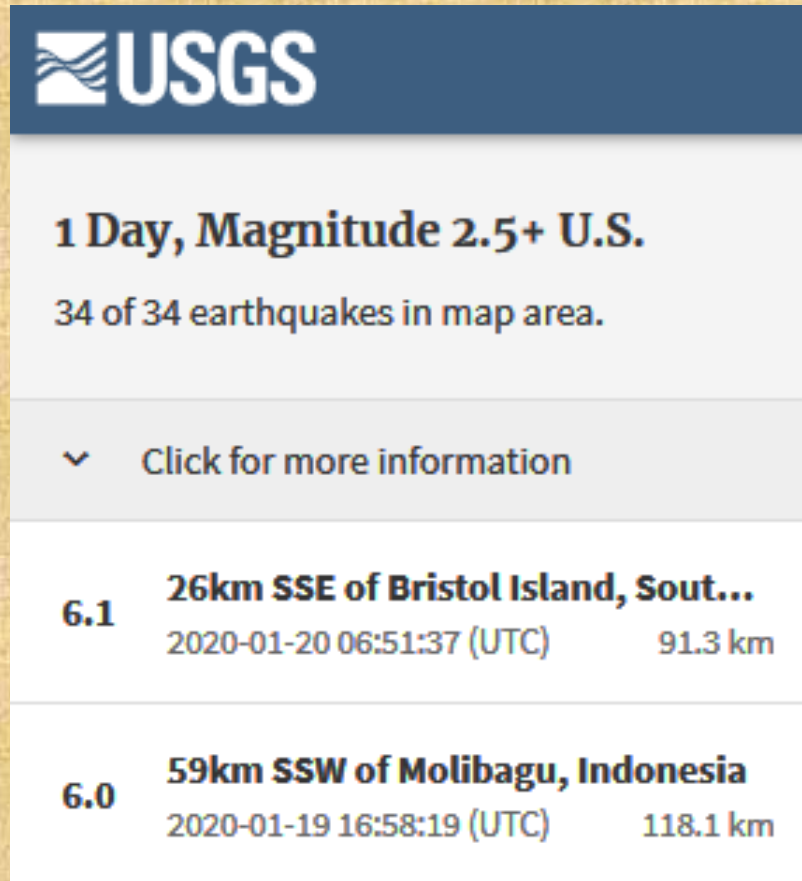 USGS
1 Day, Magnitude 2.5+ U.S.
34 of 34 earthquakes in map area.
Click for more information
6.1 26km SSE of Bristol Island, Sout...
2020-01-20 06:51:37 (UTC) 91.3 km
6.0 59km SSW of Molibagu, Indonesia
2020-01-19 16:58:19 (UTC) 118.1 km